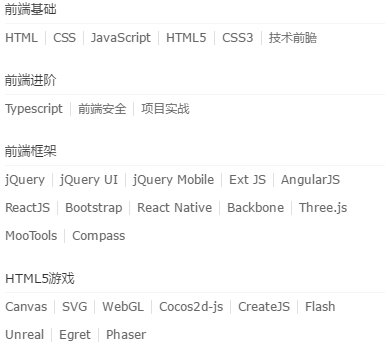 前端基础
HTML CSS JavaScript HTML5 CSS3 技术前瞻
前端进阶
Typescript 前端安全 项目实战
前端框架
jQuery jQuery UI jQuery Mobile Ext JS AngularJS
ReactJS Bootstrap React Native Backbone Three.js
MooTools Compass
HTML5游戏
Canvas SVG WebGL Cocos2d-js CreateJS Flash
Unreal Egret Phaser